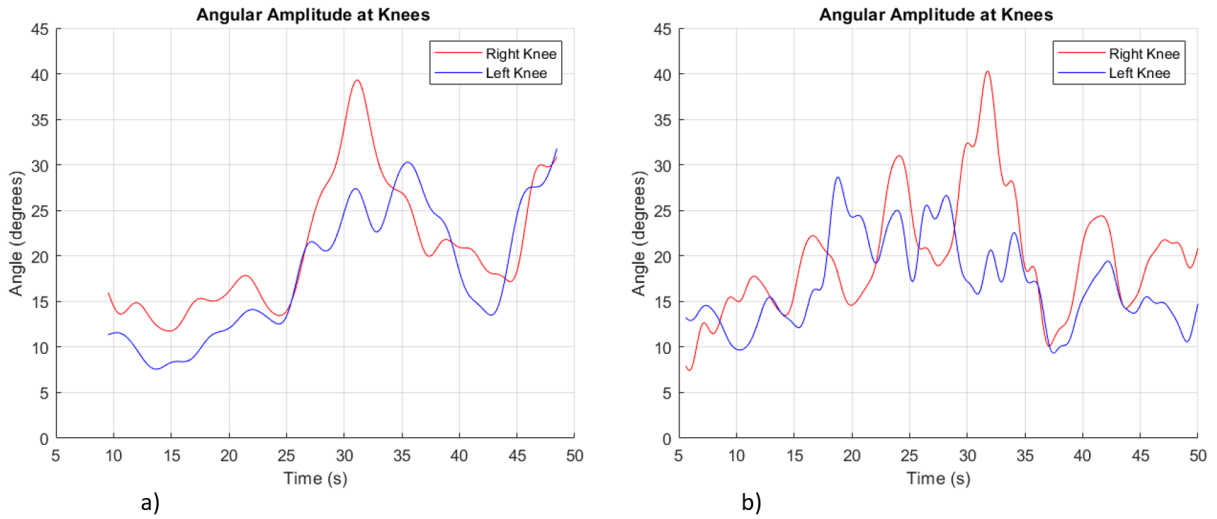 Angular Amplitude at Knees
45
40
35
30
25
20
15
10
5
0
Angle (degrees)
Right Knee
Left Knee
5 10 15 20 25 30 35 40 45 50
Time (s)
a)
Angular Amplitude at Knees
45
40
35
30
25
20
15
10
5
0
Angle (degrees)
Right Knee
Left Knee
5 10 15 20 25 30 35 40 45 50
Time (s)
b)